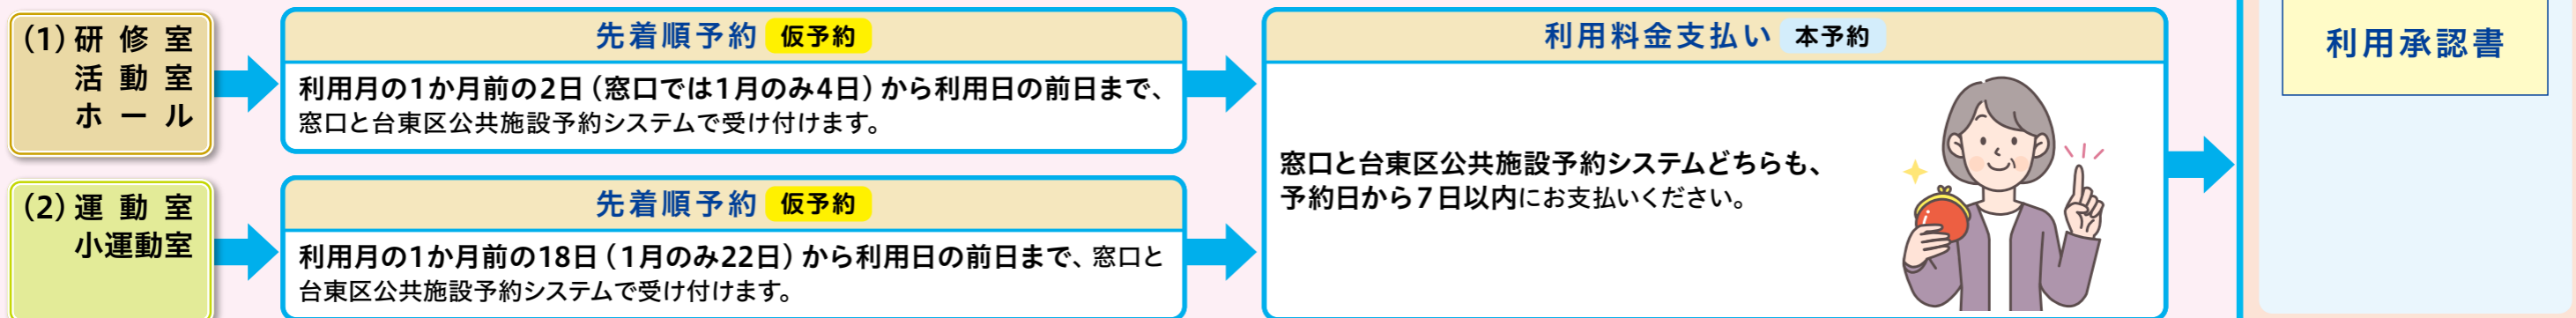 (1)研修室
活動室
ホール
先着順予約 仮予約
利用月の1か月前の2日(窓口では1月のみ4日)から利用日の前日まで、
窓口と台東区公共施設予約システムで受け付けます。
(2)運動室
小運動室
先着順予約 仮予約
利用月の1か月前の18日(1月のみ22日)から利用日の前日まで、窓口と
台東区公共施設予約システムで受け付けます。
利用料金支払い 本予約
窓口と台東区公共施設予約システムどちらも、
予約日から7日以内にお支払いください。
利用承認書